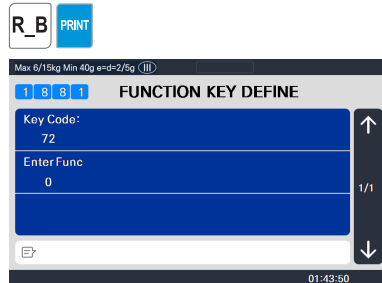 R_B PRINT
Max 6/15kg Min 40g e=d=2/5g III
1 8 8 1 FUNCTION KEY DEFINE
Key Code:
72
Enter Func
0
1/1
01:43:50